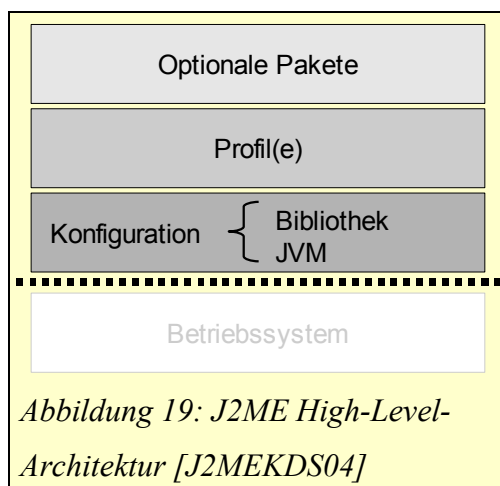 Optionale Pakete
Profil(e)
Konfiguration { Bibliothek
JVM
Betriebssystem
Abbildung 19: J2ME High-Level-
Architektur [J2MEKDS04]